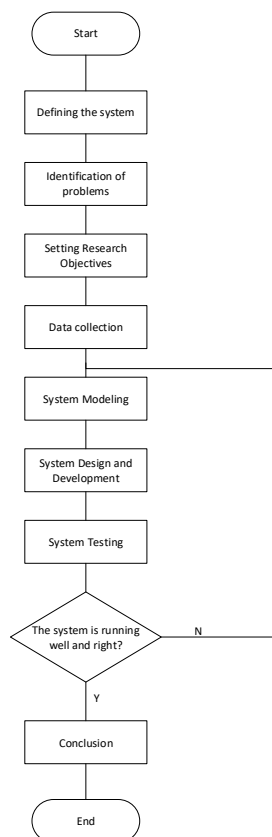 Start
Defining the system
Identification of
problems
Setting Research
Objectives
Data collection
System Modeling
System Design and
Development
System Testing
The system is running
well and right?
N
Y
Conclusion
End